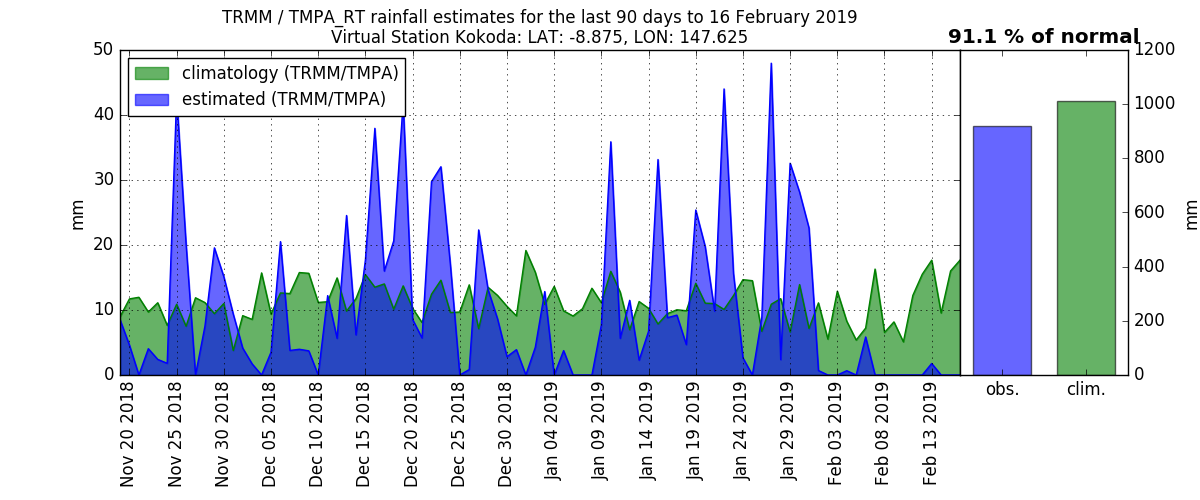 TRMM / TMPA_RT rainfall estimates for the last 90 days to 16 February 2019
Virtual Station Kokoda: LAT: -8.875, LON: 147.625
91.1 % of normal
climatology (TRMM/TMPA)
estimated (TRMM/TMPA)
50
40
30
20
10
0
mm
1200
1000
800
600
400
200
0
mm
obs.
clim.
Nov 20 2018
Nov 25 2018
Nov 30 2018
Dec 05 2018
Dec 10 2018
Dec 15 2018
Dec 20 2018
Dec 25 2018
Dec 30 2018
Jan 04 2019
Jan 09 2019
Jan 14 2019
Jan 19 2019
Jan 24 2019
Jan 29 2019
Feb 03 2019
Feb 08 2019
Feb 13 2019